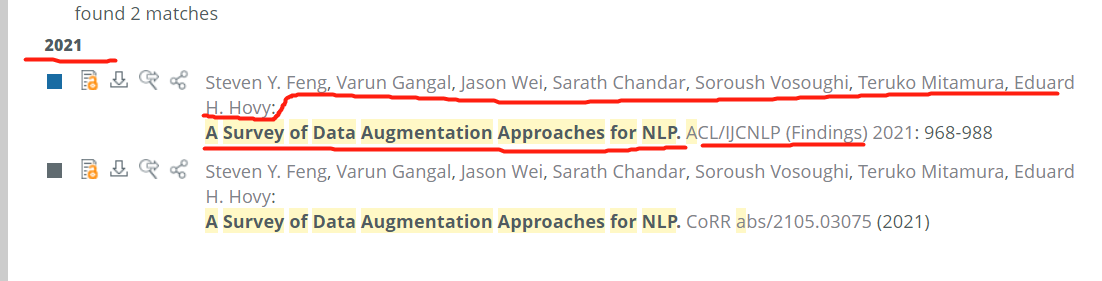 found 2 matches
2021
Steven Y. Feng, Varun Gangal, Jason Wei, Sarath Chandar, Soroush Vosoughi, Teruko Mitamura, Eduard
H. Hovy:
A Survey of Data Augmentation Approaches for NLP. ACL/IJCNLP (Findings) 2021: 968-988
Steven Y. Feng, Varun Gangal, Jason Wei, Sarath Chandar, Soroush Vosoughi, Teruko Mitamura, Eduard
H. Hovy:
A Survey of Data Augmentation Approaches for NLP. CoRR abs/2105.03075 (2021)